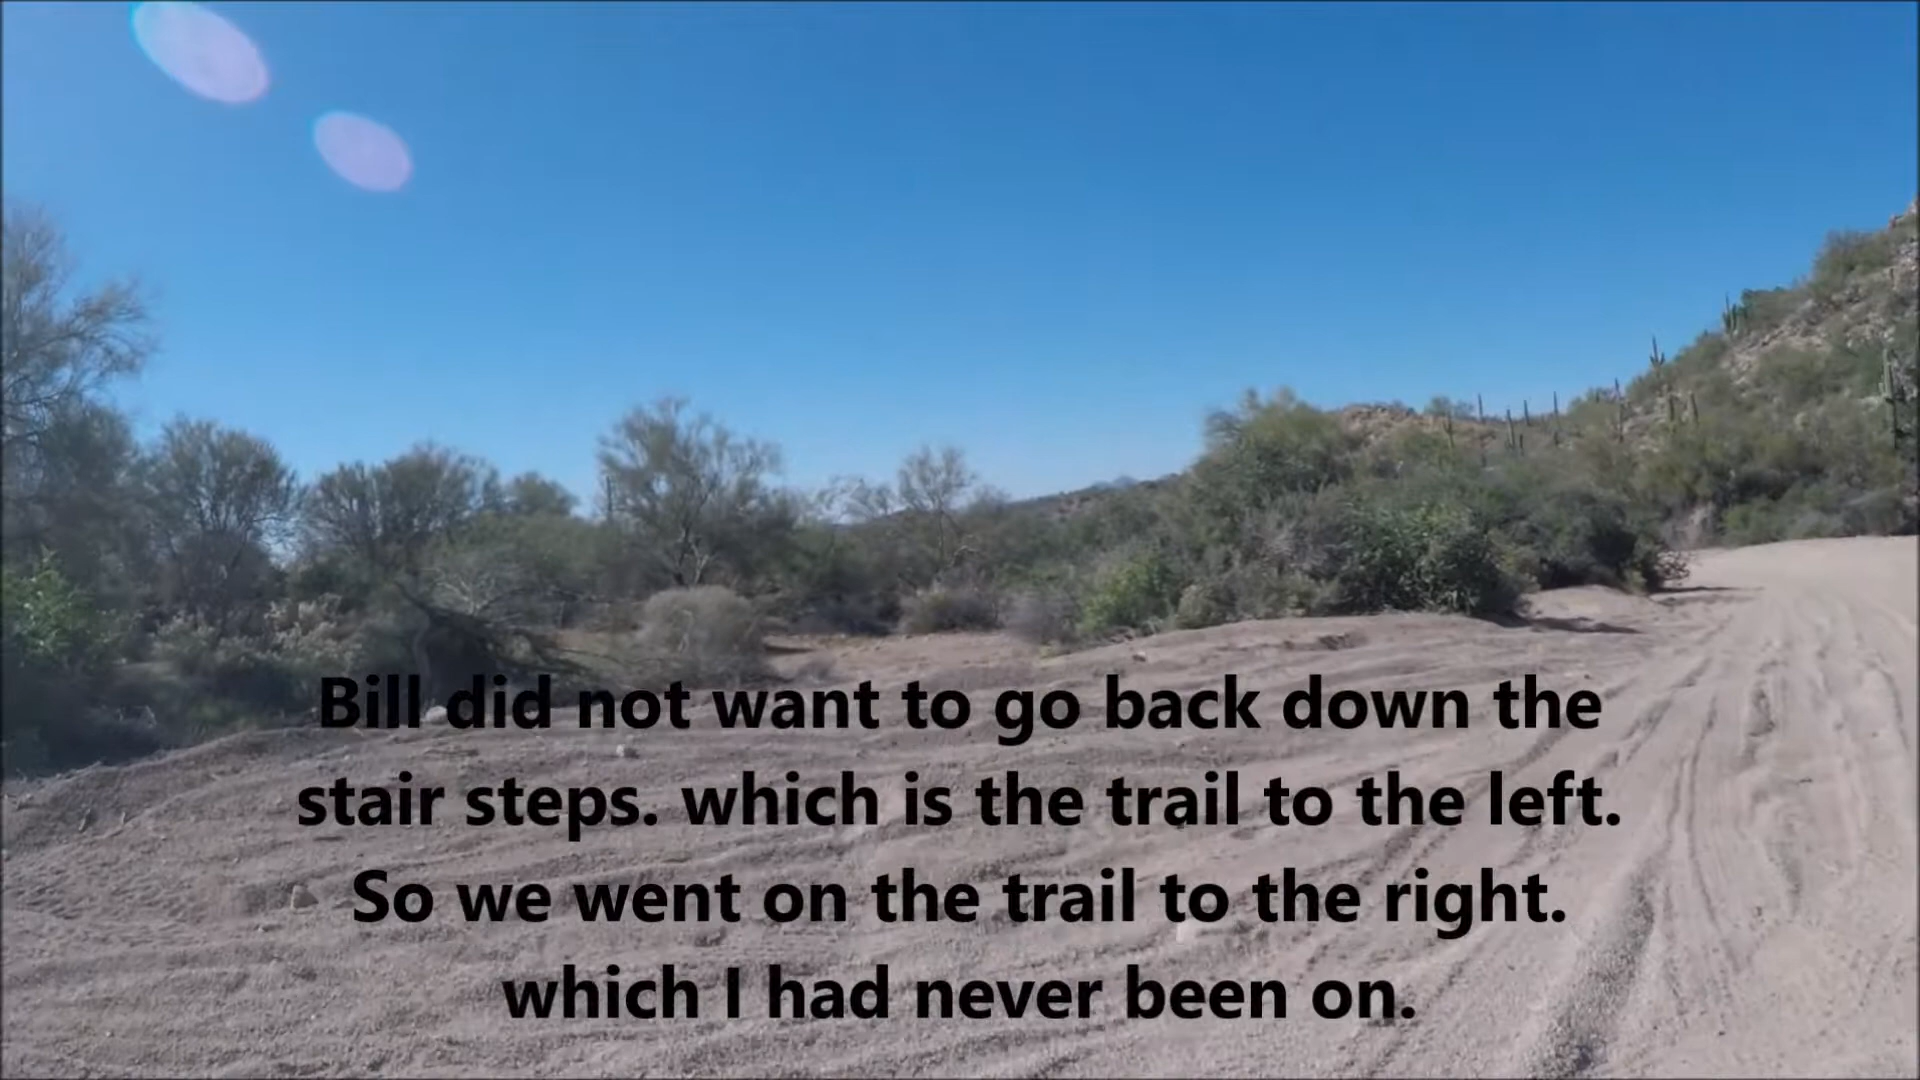 Bill did not want to go back down the
stair steps. which is the trail to the left.
So we went on the trail to the right.
which I had never been on.